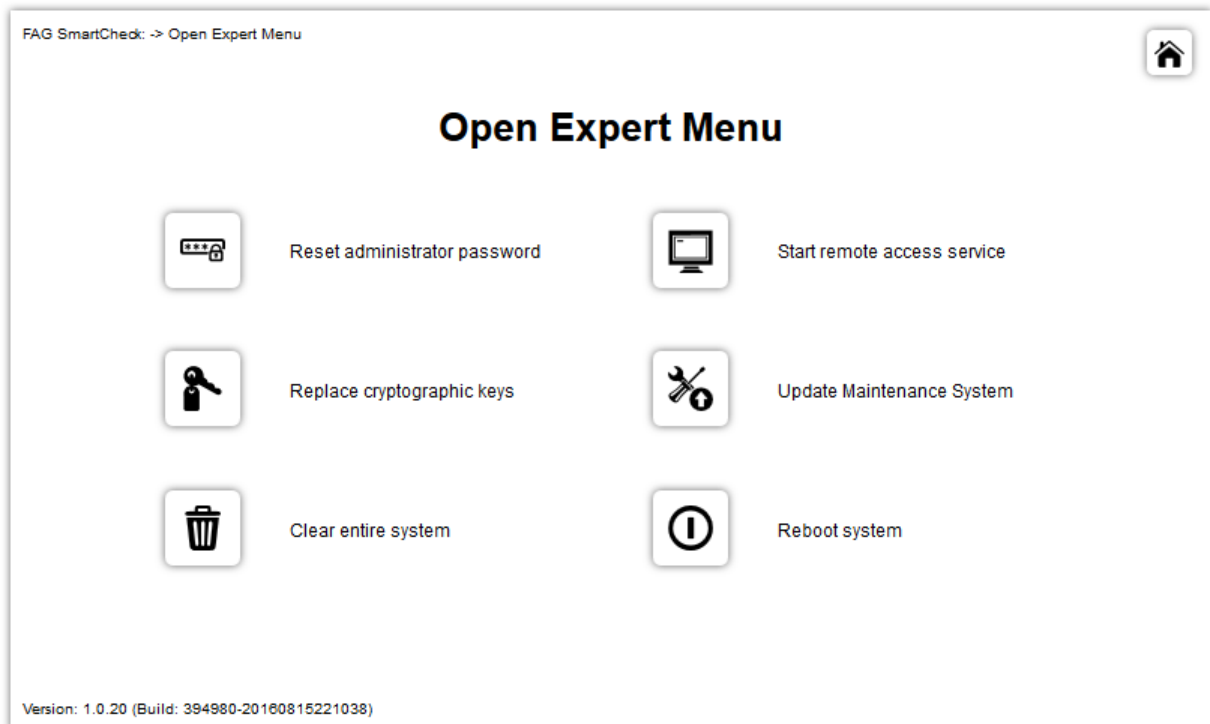 FAG SmartCheck: -> Open Expert Menu
Open Expert Menu
Reset administrator password
Start remote access service
Replace cryptographic keys
Update Maintenance System
Clear entire system
Reboot system
Version: 1.0.20 (Build: 394980-20160815221038)